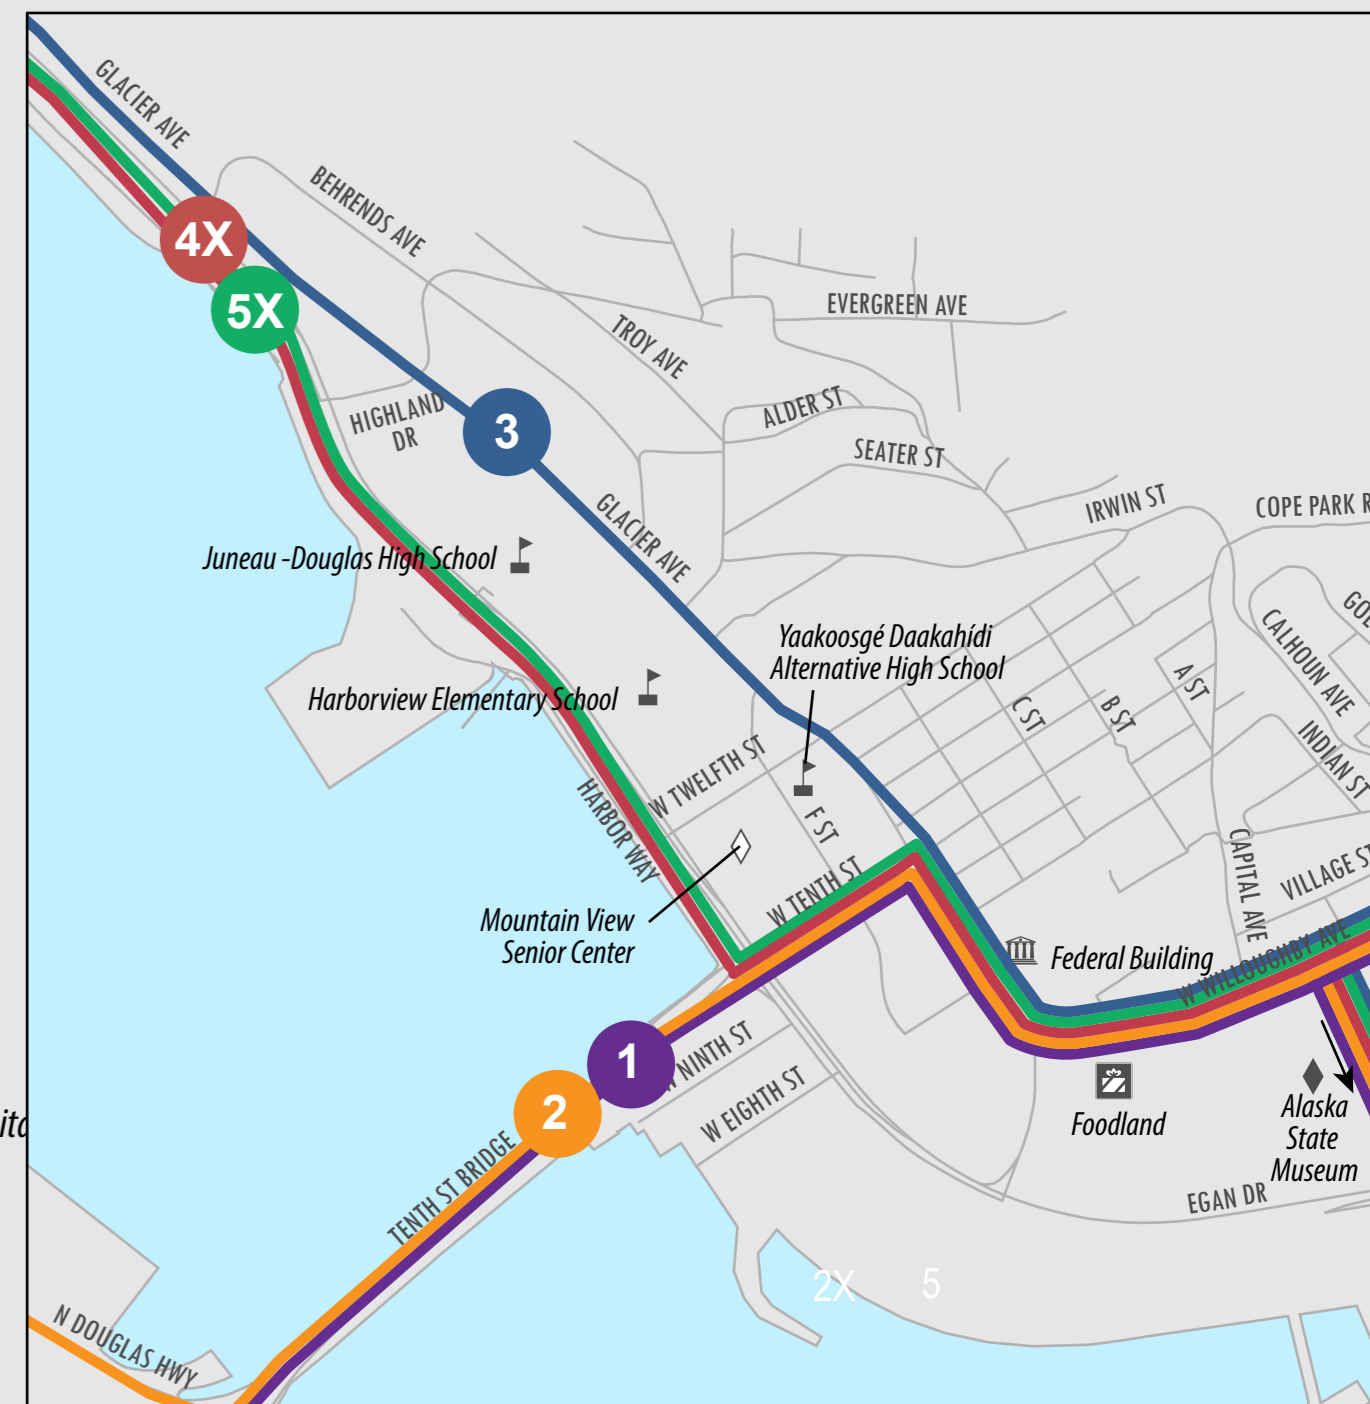 GLACIER AVE
BEHRENDS AVE
4X
5X
EVERGREEN AVE
TROY AVE
HIGHLAND
DR
3
ALDER ST
SEATER ST
GLACIER AVE
IRWIN ST
COPE PARK R
Juneau -Douglas High School
Yaakoosgé Daakahídi
Alternative High School
CALHOUN AVE
GOL
Harborview Elementary School
C ST
B ST
A ST
INDIAN ST
W TWELFTH ST
HARBOR WAY
F ST
W TENTH ST
CAPITAL AVE
VILLAGE ST
Mountain View
Senior Center
Federal Building
W WILLOUGHBY AVE
1
W NINTH ST
2
W EIGHTH ST
Foodland
Alaska
State
Museum
TENTH ST BRIDGE
EGAN DR
2X
5
N DOUGLAS HWY